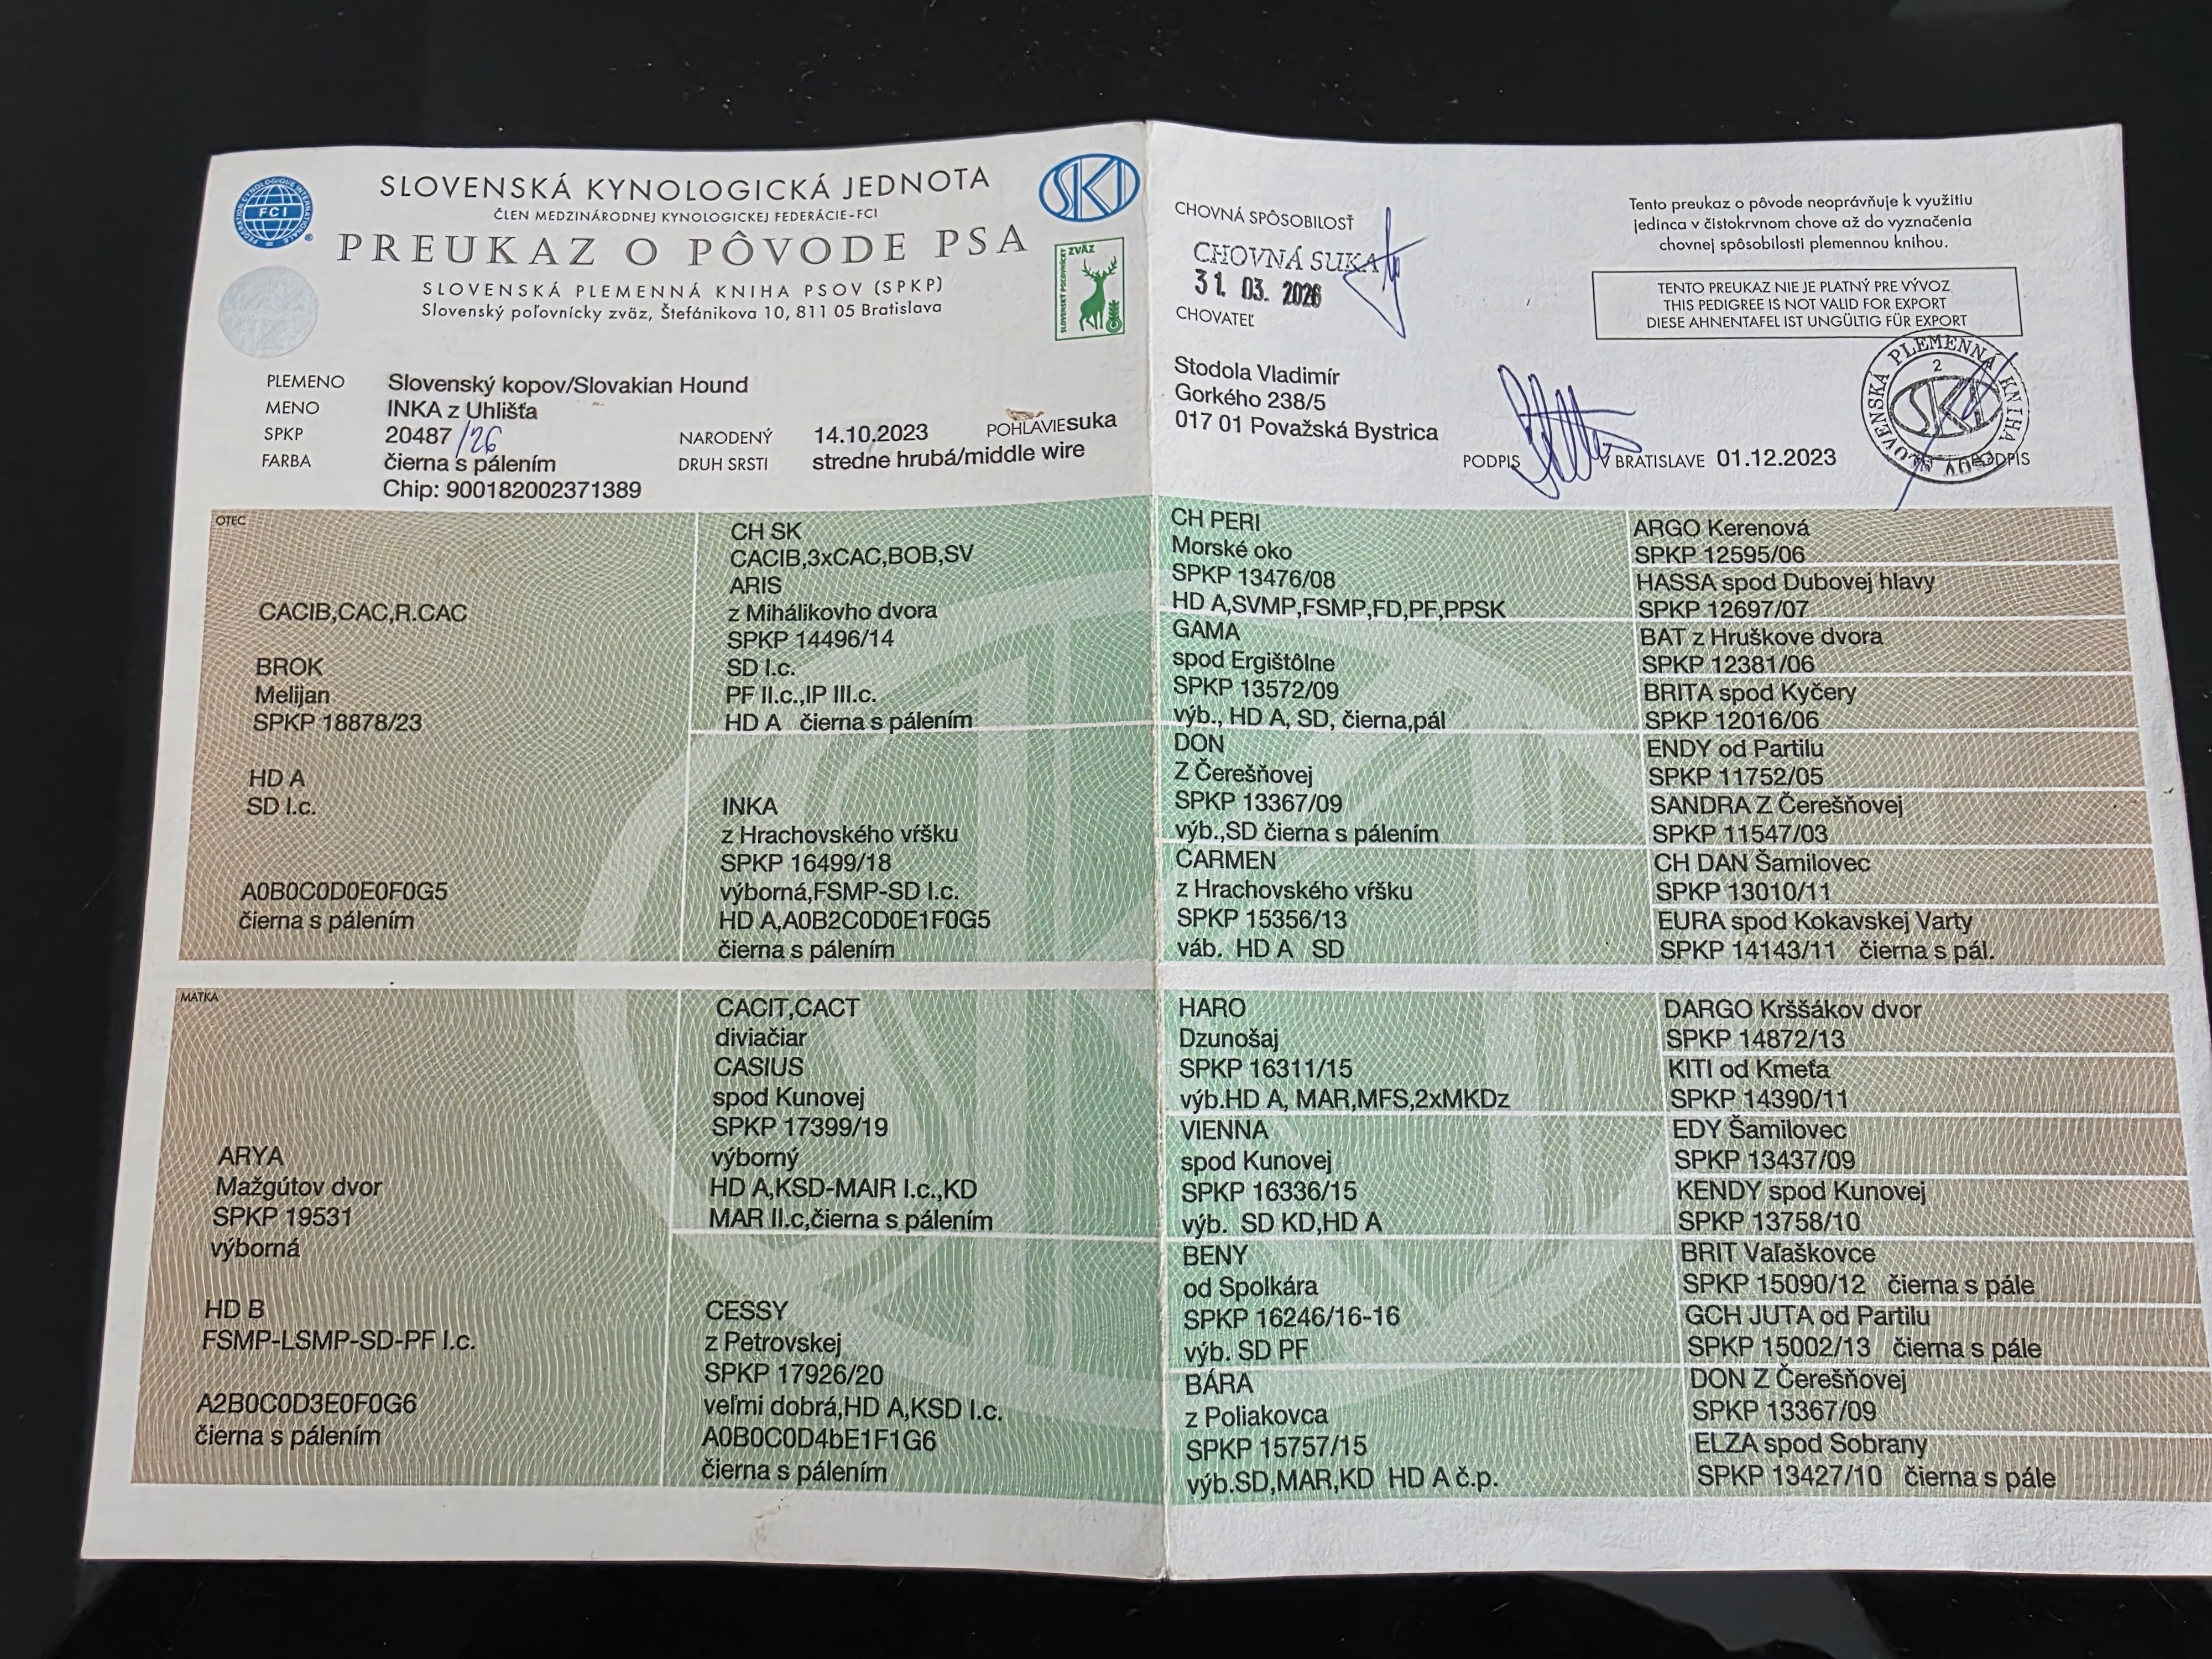 SLOVENSKÁ KYNOLOGICKÁ JEDNOTA
ČLEN MEDZINÁRODNEJ KYNOLOGICKEJ FEDERÁCIE-FCI
PREUKAZ O PÔVODE PSA
SLOVENSKÁ PLEMENNÁ KNIHA PSOV (SPKP)
Slovenský poľovnícky zväz, Štefánikova 10, 811 05 Bratislava
FCI
SKJ
SLOVENSKÝ POĽOVNÍCKY ZVÄZ
PLEMENO Slovenský kopov/Slovakian Hound
MENO INKA z Uhlišťa
SPKP 20487/26 NARODENÝ 14.10.2023 POHLAVIE suka
FARBA čierna s pálením DRUH SRSTI stredne hrubá/middle wire
Chip: 900182002371389
CHOVNÁ SPÔSOBILOSŤ
CHOVNÁ SUKA
31. 03. 2026
CHOVATEĽ
Stodola Vladimír
Gorkého 238/5
017 01 Považská Bystrica
Tento preukaz o pôvode neoprávňuje k využitiu
jedinca v čistokrvnom chove až do vyznačenia
chovnej spôsobilosti plemennou knihou.
TENTO PREUKAZ NIE JE PLATNÝ PRE VÝVOZ
THIS PEDIGREE IS NOT VALID FOR EXPORT
DIESE AHNENTAFEL IST UNGÜLTIG FÜR EXPORT
SLOVENSKÁ PLEMENNÁ KNIHA
2
SKJ
PODPIS V BRATISLAVE 01.12.2023 PODPIS
OTEC
CACIB,CAC,R.CAC
BROK
Melijan
SPKP 18878/23
HD A
SD I.c.
A0B0C0D0E0F0G5
čierna s pálením
CH SK
CACIB,3xCAC,BOB,SV
ARIS
z Mihálikovho dvora
SPKP 14496/14
SD I.c.
PF II.c.,IP III.c.
HD A čierna s pálením
INKA
z Hrachovského vŕšku
SPKP 16499/18
výborná,FSMP-SD I.c.
HD A,A0B2C0D0E1F0G5
čierna s pálením
CH PERI
Morské oko
SPKP 13476/08
HD A,SVMP,FSMP,FD,PF,PPSK
GAMA
spod Ergištôlne
SPKP 13572/09
výb., HD A, SD, čierna,pál
DON
Z Čerešňovej
SPKP 13367/09
výb.,SD čierna s pálením
CARMEN
z Hrachovského vŕšku
SPKP 15356/13
váb. HD A SD
ARGO Kerenová
SPKP 12595/06
HASSA spod Dubovej hlavy
SPKP 12697/07
BAT z Hruškove dvora
SPKP 12381/06
BRITA spod Kyčery
SPKP 12016/06
ENDY od Partilu
SPKP 11752/05
SANDRA Z Čerešňovej
SPKP 11547/03
CH DAN Šamilovec
SPKP 13010/11
EURA spod Kokavskej Varty
SPKP 14143/11 čierna s pál.
MATKA
ARYA
Mažgútov dvor
SPKP 19531
výborná
HD B
FSMP-LSMP-SD-PF I.c.
A2B0C0D3E0F0G6
čierna s pálením
CACIT,CACT
diviačiar
CASIUS
spod Kunovej
SPKP 17399/19
výborný
HD A,KSD-MAIR I.c.,KD
MAR II.c,čierna s pálením
CESSY
z Petrovskej
SPKP 17926/20
veľmi dobrá,HD A,KSD I.c.
A0B0C0D4bE1F1G6
čierna s pálením
HARO
Dzunošaj
SPKP 16311/15
výb.HD A, MAR,MFS,2xMKDz
VIENNA
spod Kunovej
SPKP 16336/15
výb. SD KD,HD A
BENY
od Spolkára
SPKP 16246/16-16
výb. SD PF
BÁRA
z Poliakovca
SPKP 15757/15
výb.SD,MAR,KD HD A č.p.
DARGO Krššákov dvor
SPKP 14872/13
KITI od Kmeťa
SPKP 14390/11
EDY Šamilovec
SPKP 13437/09
KENDY spod Kunovej
SPKP 13758/10
BRIT Vaľaškovce
SPKP 15090/12 čierna s pále
GCH JUTA od Partilu
SPKP 15002/13 čierna s pále
DON Z Čerešňovej
SPKP 13367/09
ELZA spod Sobrany
SPKP 13427/10 čierna s pále